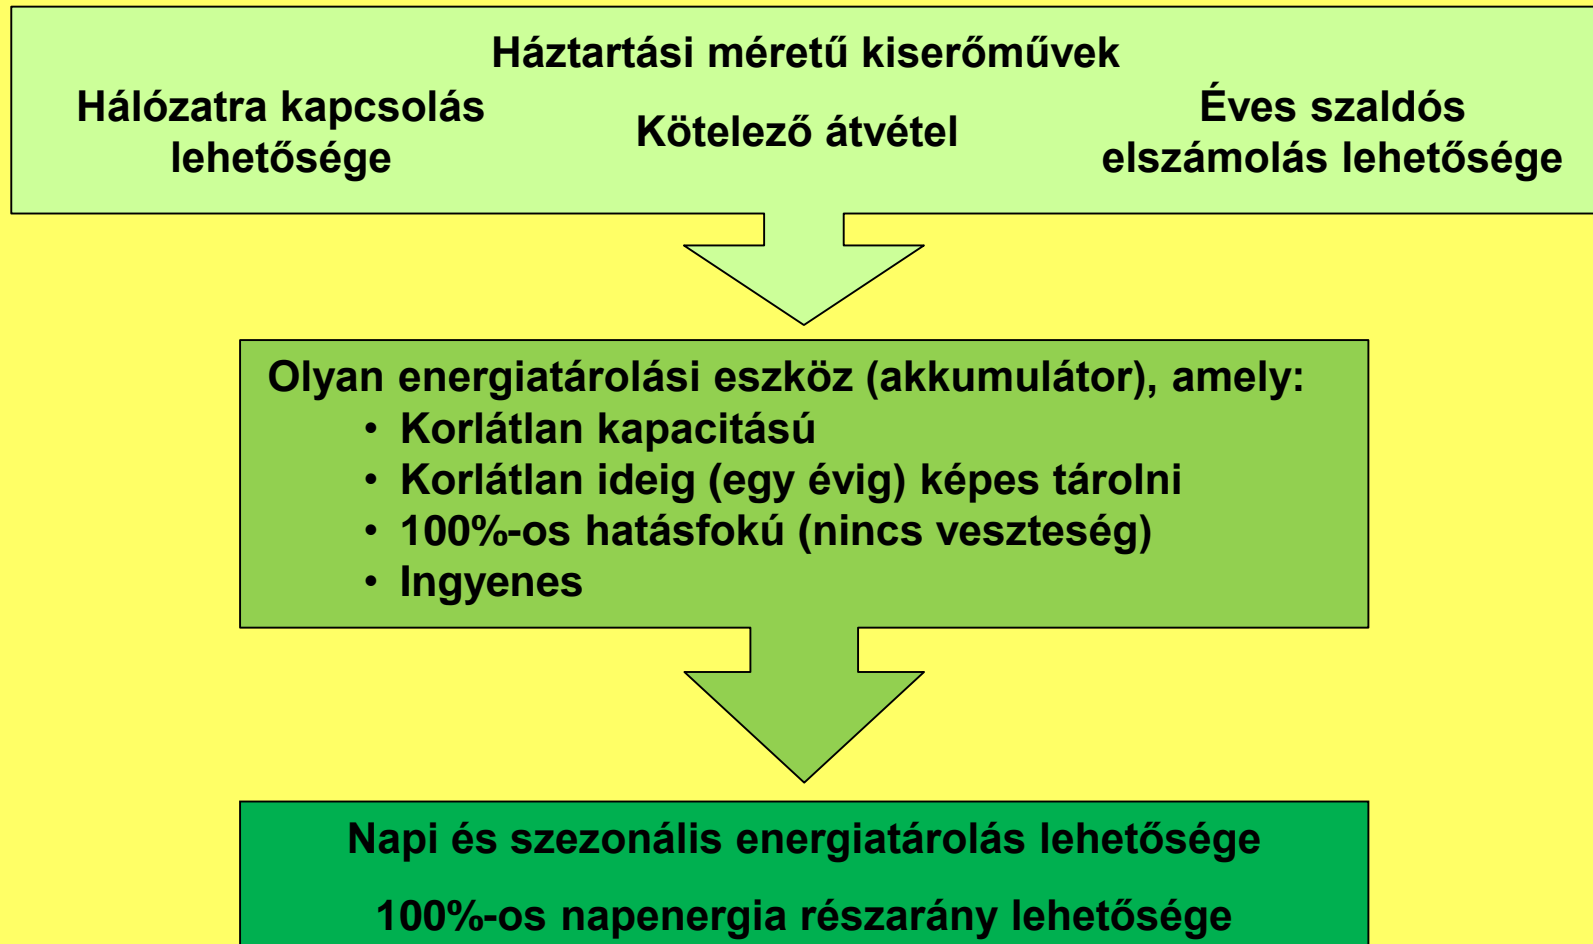 Háztartási méretű kiserőművek
Hálózatra kapcsolás
lehetősége
Kötelező átvétel
Éves szaldós
elszámolás lehetősége
Olyan energiatárolási eszköz (akkumulátor), amely:
• Korlátlan kapacitású
• Korlátlan ideig (egy évig) képes tárolni
• 100%-os hatásfokú (nincs veszteség)
• Ingyenes
Napi és szezonális energiatárolás lehetősége
100%-os napenergia részarány lehetősége